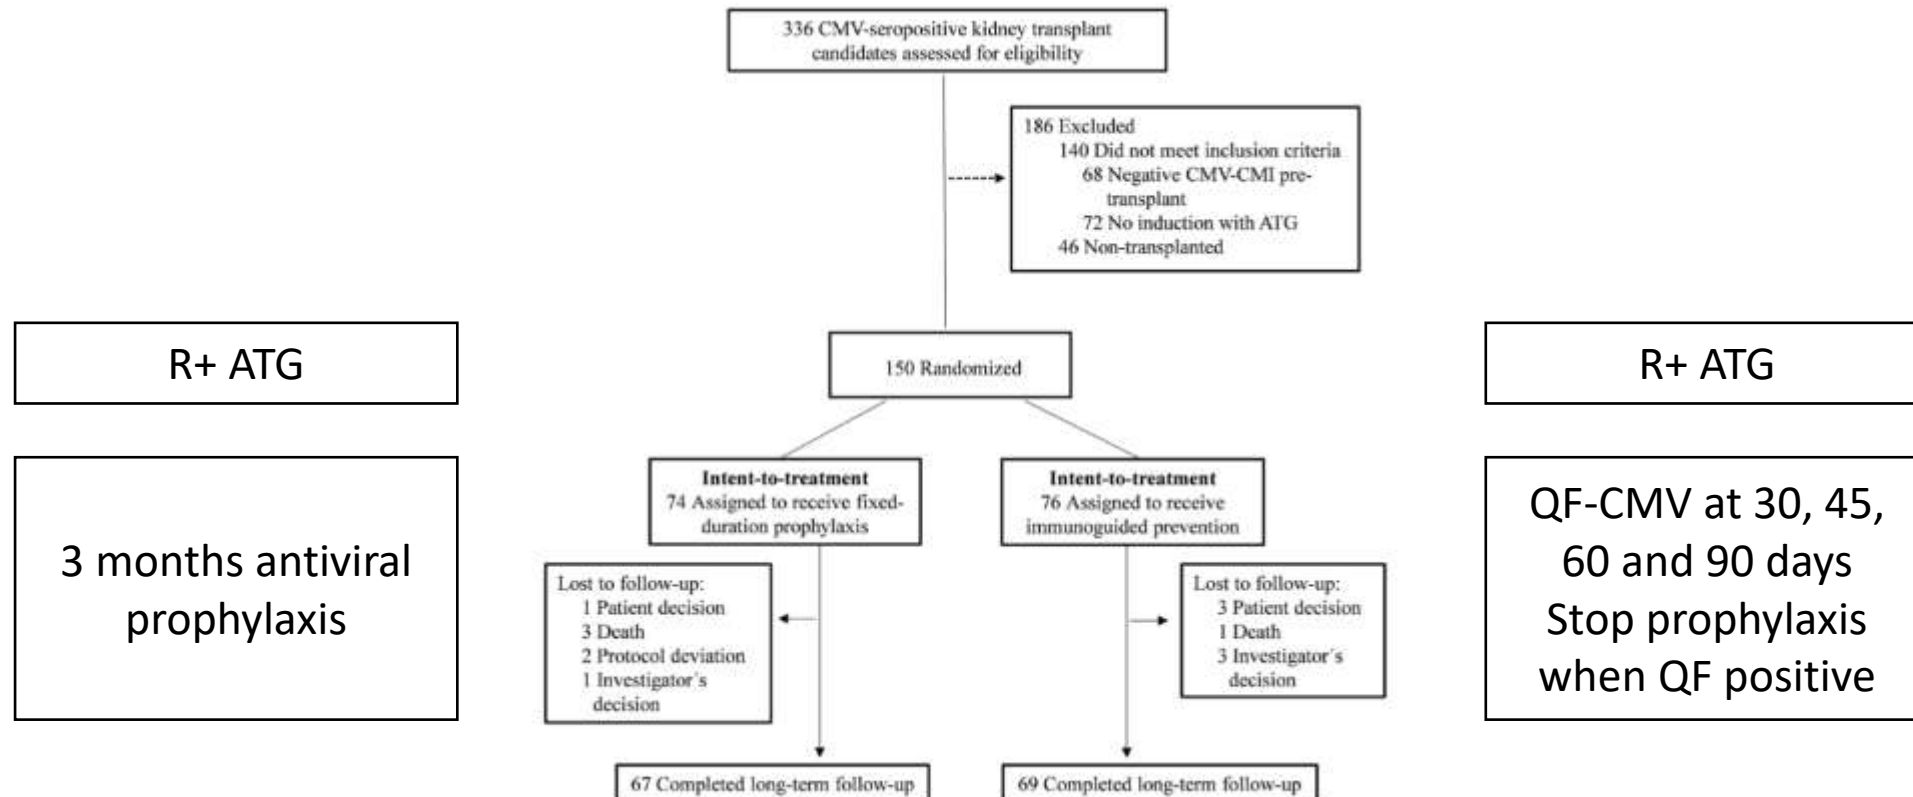 336 CMV-seropositive kidney transplant
candidates assessed for eligibility
186 Excluded
140 Did not meet inclusion criteria
68 Negative CMV-CMI pre-
transplant
72 No induction with ATG
46 Non-transplanted
R+ ATG
150 Randomized
R+ ATG
3 months antiviral
prophylaxis
Intent-to-treatment
74 Assigned to receive fixed-
duration prophylaxis
Intent-to-treatment
76 Assigned to receive
immunoguided prevention
QF-CMV at 30, 45,
60 and 90 days
Stop prophylaxis
when QF positive
Lost to follow-up:
1 Patient decision
3 Death
2 Protocol deviation
1 Investigator´s
decision
Lost to follow-up:
3 Patient decision
1 Death
3 Investigator´s
decision
67 Completed long-term follow-up
69 Completed long-term follow-up